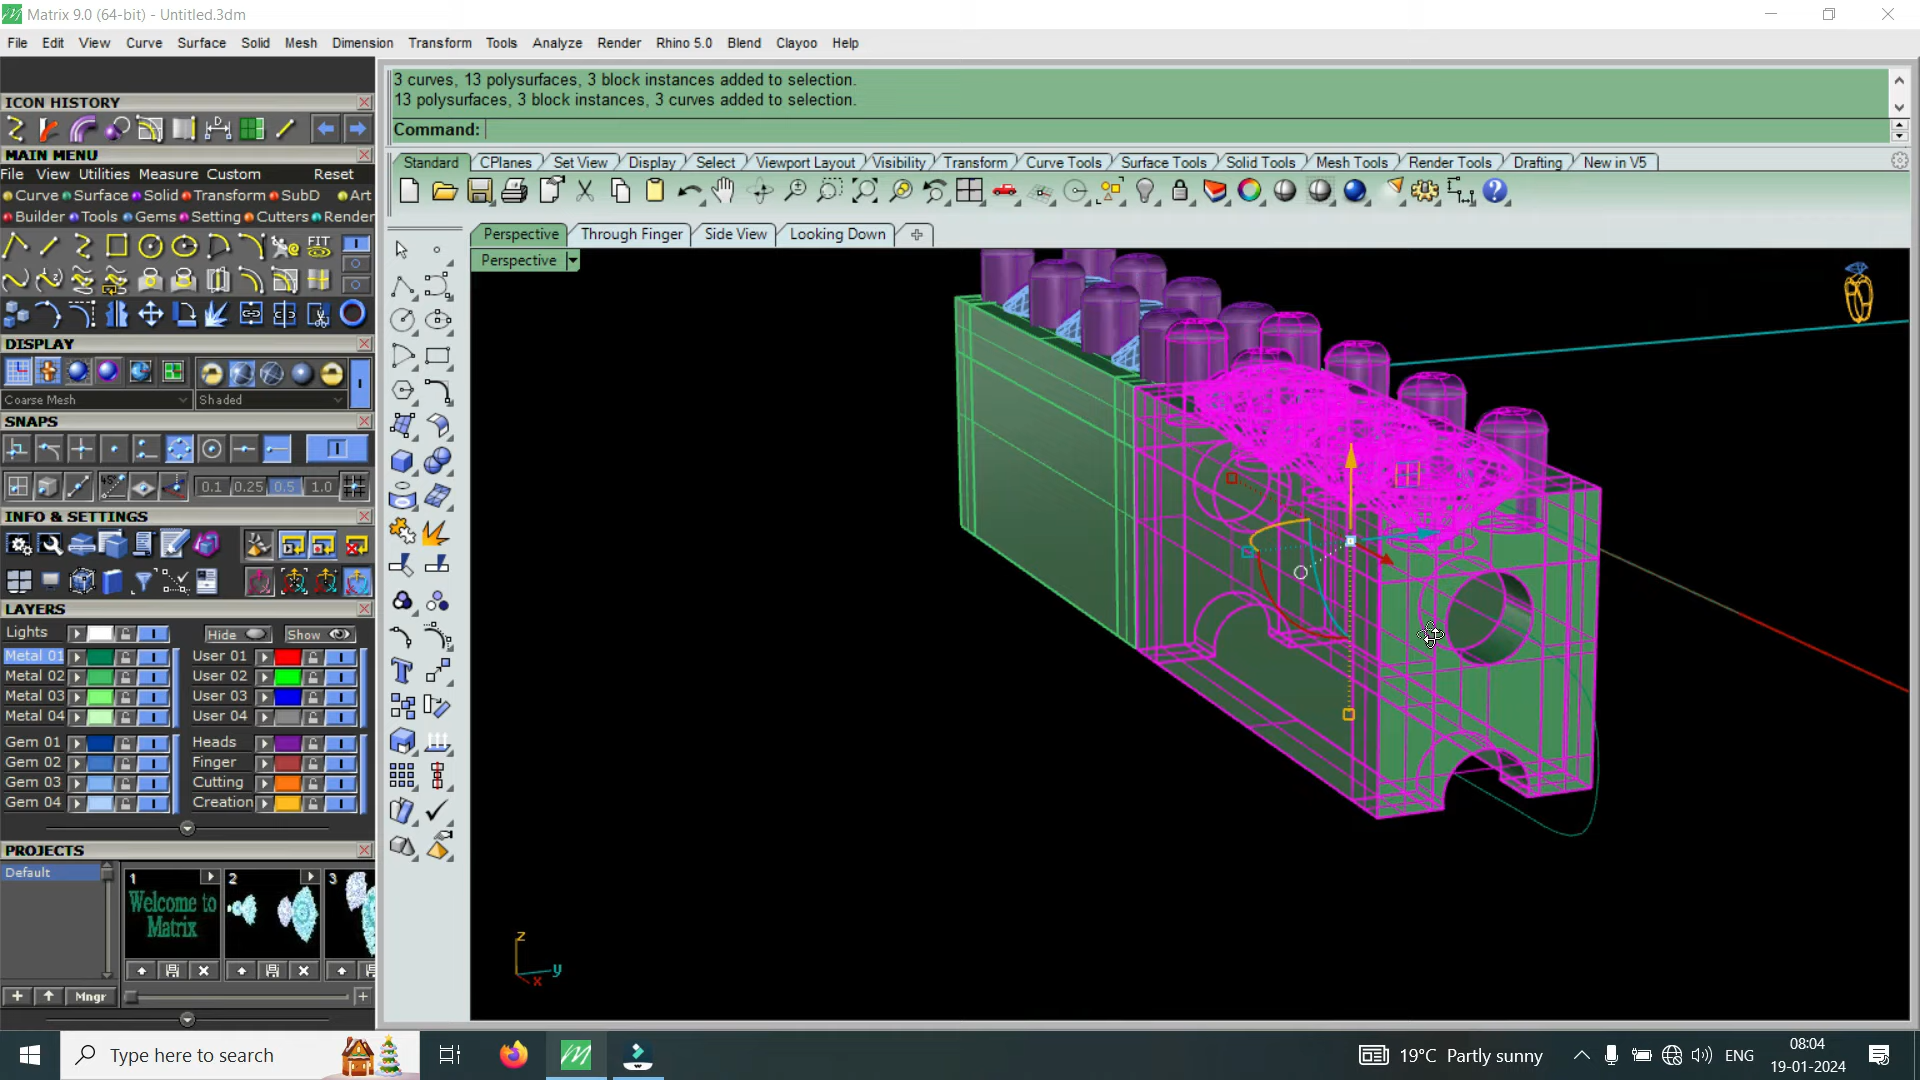 Matrix 9.0 (64-bit) - Untitled.3dm
File Edit View Curve Surface Solid Mesh Dimension Transform Tools Analyze Render Rhino 5.0 Blend Clayoo Help
3 curves, 13 polysurfaces, 3 block instances added to selection.
13 polysurfaces, 3 block instances, 3 curves added to selection.
Command:
Standard CPlanes Set View Display Select Viewport Layout Visibility Transform Curve Tools Surface Tools Solid Tools Mesh Tools Render Tools Drafting New in V5
Perspective Through Finger Side View Looking Down
Perspective
ICON HISTORY
MAIN MENU
File View Utilities Measure Custom Reset
Curve Surface Solid Transform SubD Art
Builder Tools Gems Setting Cutters Render
FIT
DISPLAY
Coarse Mesh Shaded
SNAPS
45°
0.1 0.25 0.5 1.0
INFO & SETTINGS
LAYERS
Lights Hide Show
Metal 01 User 01
Metal 02 User 02
Metal 03 User 03
Metal 04 User 04
Gem 01 Heads
Gem 02 Finger
Gem 03 Cutting
Gem 04 Creation
PROJECTS
Default
1 2 3
Welcome to
Matrix
Mngr
z
y
x
Type here to search
19°C Partly sunny
ENG
08:04
19-01-2024